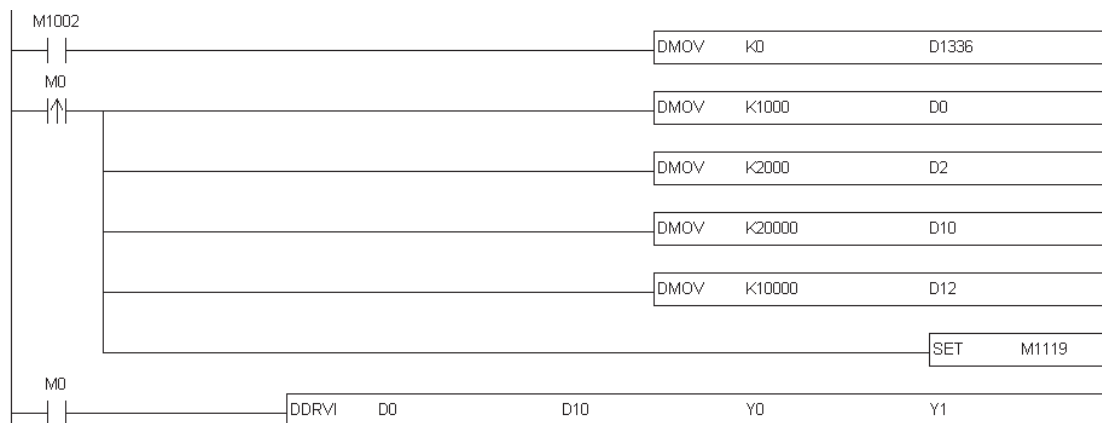 M1002
DMOV K0 D1336
M0
DMOV K1000 D0
DMOV K2000 D2
DMOV K20000 D10
DMOV K10000 D12
SET M1119
M0
DDRVI D0 D10 Y0 Y1